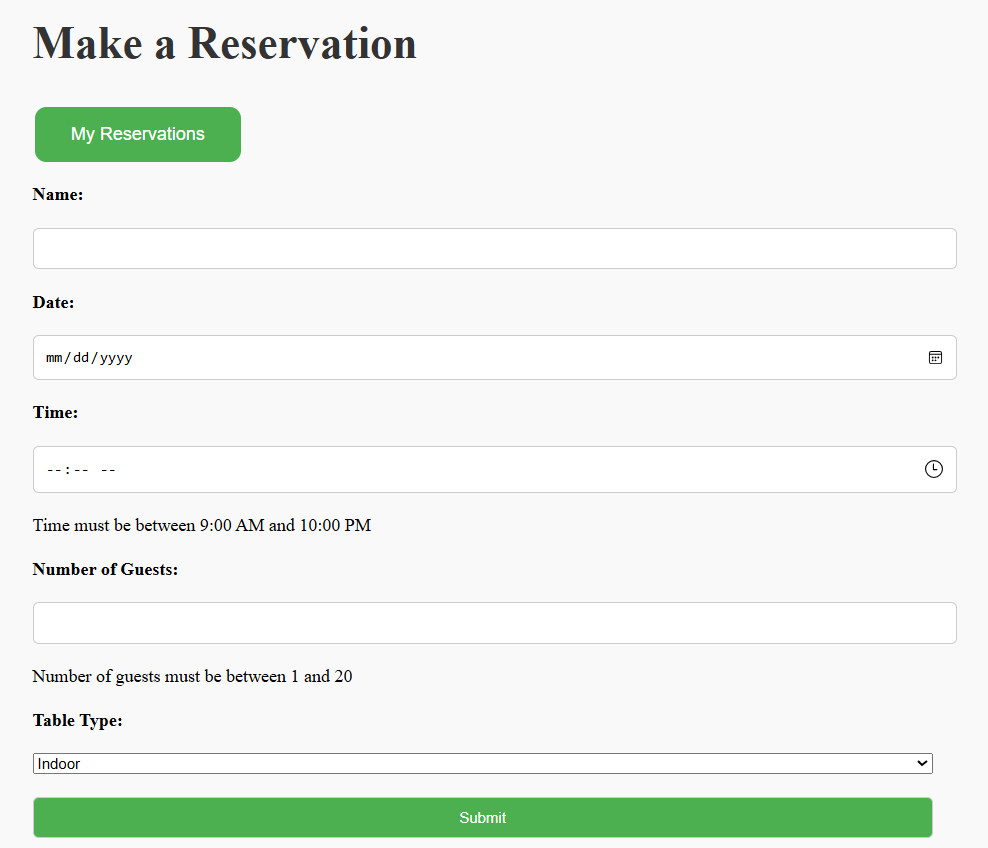 Make a Reservation
My Reservations
Name:
Date:
mm/dd/yyyy
Time:
--:-- --
Time must be between 9:00 AM and 10:00 PM
Number of Guests:
Number of guests must be between 1 and 20
Table Type:
Indoor
Submit